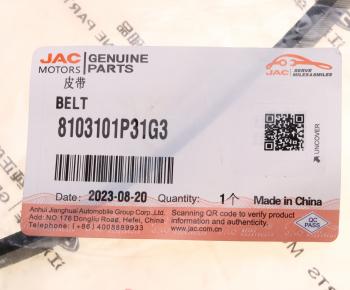 JAC MOTORS
GENUINE PARTS
JAC SERVE MILES&SMILES
皮带
BELT
8103101P31G3
UNCOVER
Date: 2023-08-20 Quantity: 1个 Made in China
Anhui Jianghuai Automobile Group Corp.,Ltd.
Add: NO.176 Dongliu Road, Hefei, China
Telephone: (+86)4008889933
Scanning QR code to verify product
information and authenticity.
www.jac.com.cn
QC
PASS